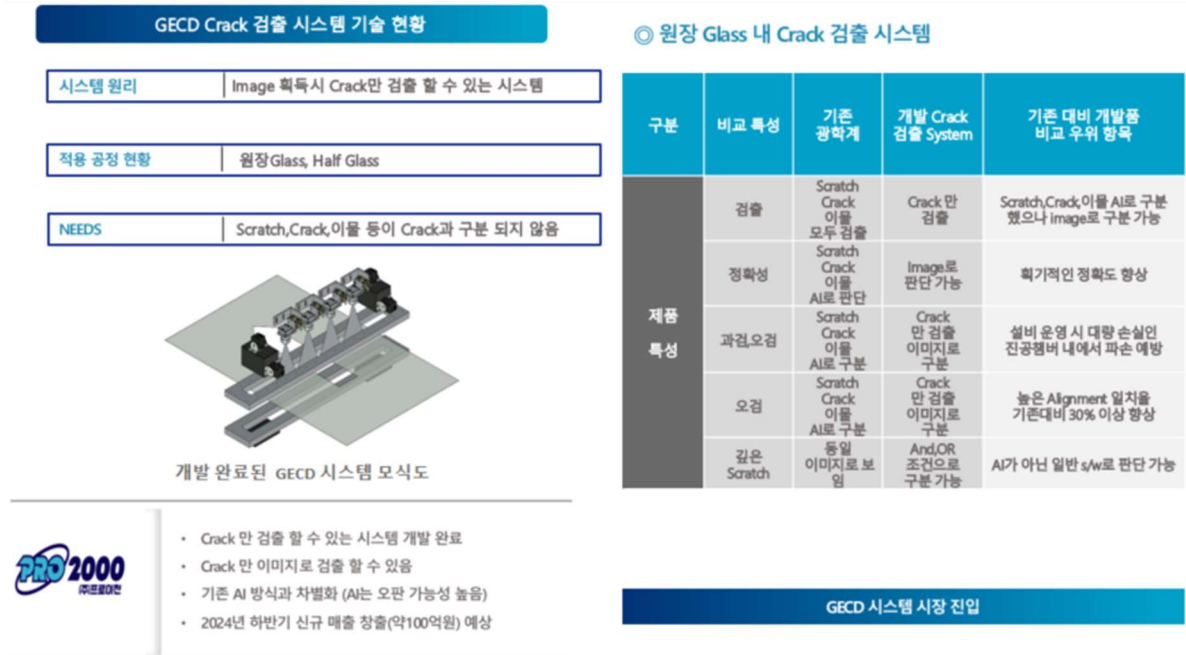 GECD Crack 검출 시스템 기술 현황
시스템 원리
Image 획득시 Crack만 검출 할 수 있는 시스템
적용 공정 현황
원장Glass, Half Glass
NEEDS
Scratch,Crack,이물 등이 Crack과 구분 되지 않음
개발 완료된 GECD 시스템 모식도
PRO 2000
(주)프로이천
• Crack 만 검출 할 수 있는 시스템 개발 완료
• Crack 만 이미지로 검출 할 수 있음
• 기존 AI 방식과 차별화 (AI는 오판 가능성 높음)
• 2024년 하반기 신규 매출 창출(약100억원) 예상
◎ 원장 Glass 내 Crack 검출 시스템
구분
비교 특성
기존
광학계
개발 Crack
검출 System
기존 대비 개발품
비교 우위 항목
제품
특성
검출
Scratch
Crack
이물
모두 검출
Crack 만
검출
Scratch,Crack,이물 AI로 구분
했으나 image로 구분 가능
정확성
Scratch
Crack
이물
AI로 판단
Image로
판단 가능
획기적인 정확도 향상
과검,오검
Scratch
Crack
이물
AI로 구분
Crack
만 검출
이미지로
구분
설비 운영 시 대량 손실인
진공챔버 내에서 파손 예방
오검
Scratch
Crack
이물
AI로 구분
Crack
만 검출
이미지로
구분
높은 Alignment 일치율
기존대비 30% 이상 향상
깊은
Scratch
동일
이미지로 보
임
And,OR
조건으로
구분 가능
AI가 아닌 일반 s/w로 판단 가능
GECD 시스템 시장 진입